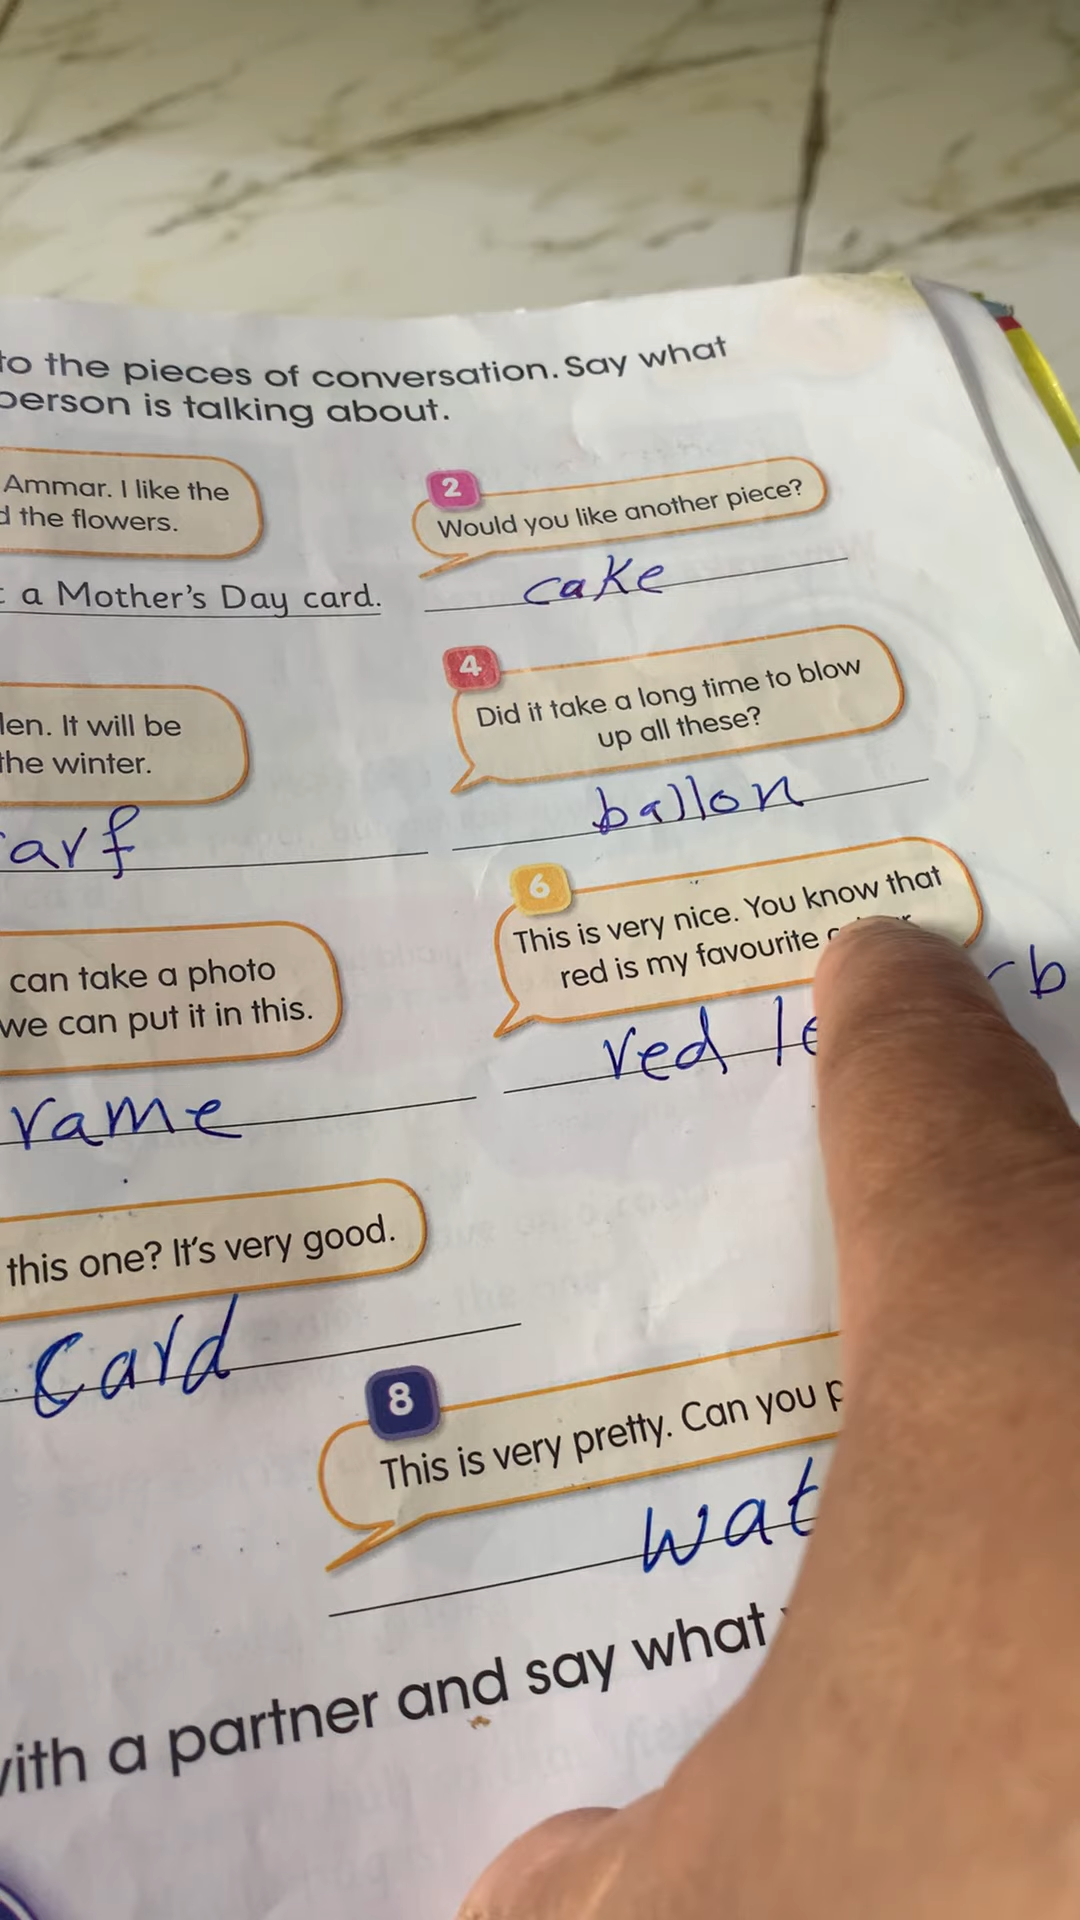 to the pieces of conversation. Say what
person is talking about.
Ammar. I like the
d the flowers.
a Mother's Day card.
2
Would you like another piece?
cake
len. It will be
the winter.
arf
4
Did it take a long time to blow
up all these?
ballon
can take a photo
we can put it in this.
rame
6
This is very nice. You know that
red is my favourite
red le
rb
this one? It's very good.
Card
8
This is very pretty. Can you p
wat
with a partner and say what